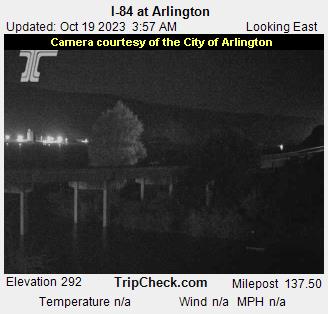 I-84 at Arlington
Updated: Oct 19 2023 3:57 AM Looking East
Camera courtesy of the City of Arlington
Elevation 292 TripCheck.com Milepost 137.50
Temperature n/a Wind n/a MPH n/a